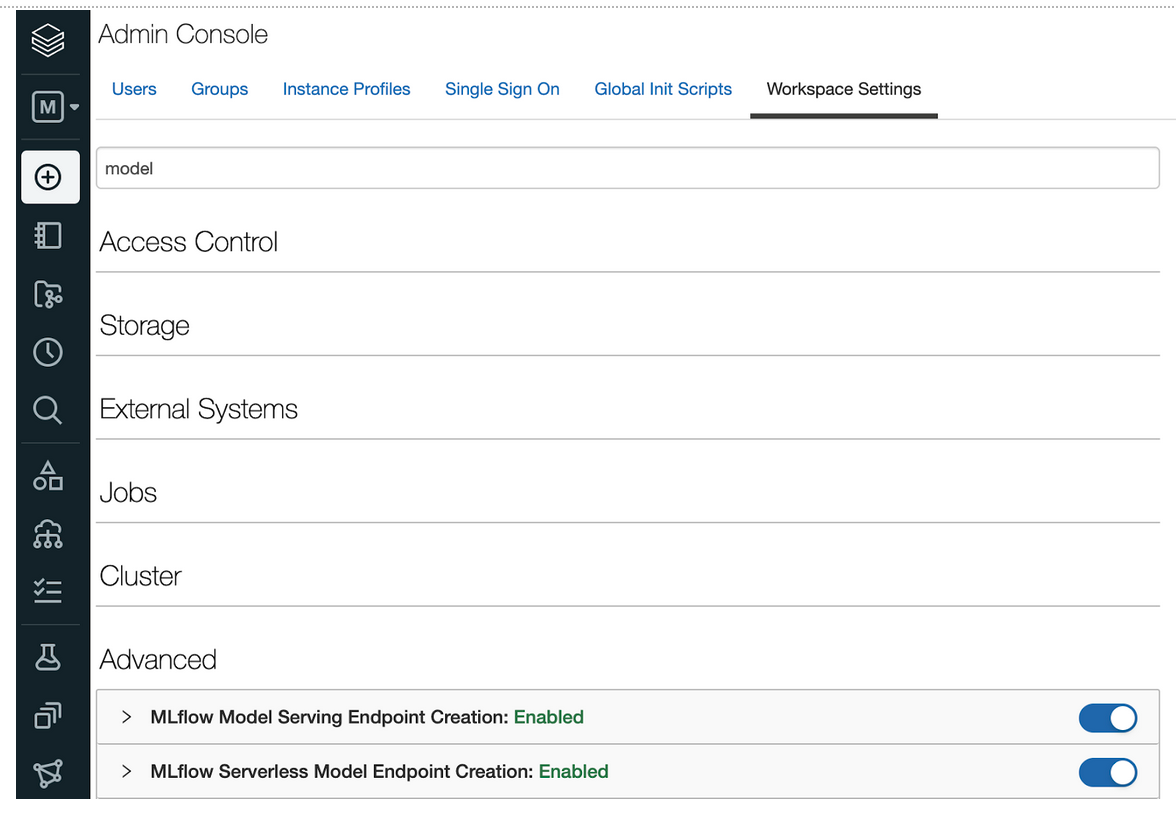 Admin Console
M
Users Groups Instance Profiles Single Sign On Global Init Scripts Workspace Settings
model
Access Control
Storage
External Systems
Jobs
Cluster
Advanced
MLflow Model Serving Endpoint Creation: Enabled
MLflow Serverless Model Endpoint Creation: Enabled